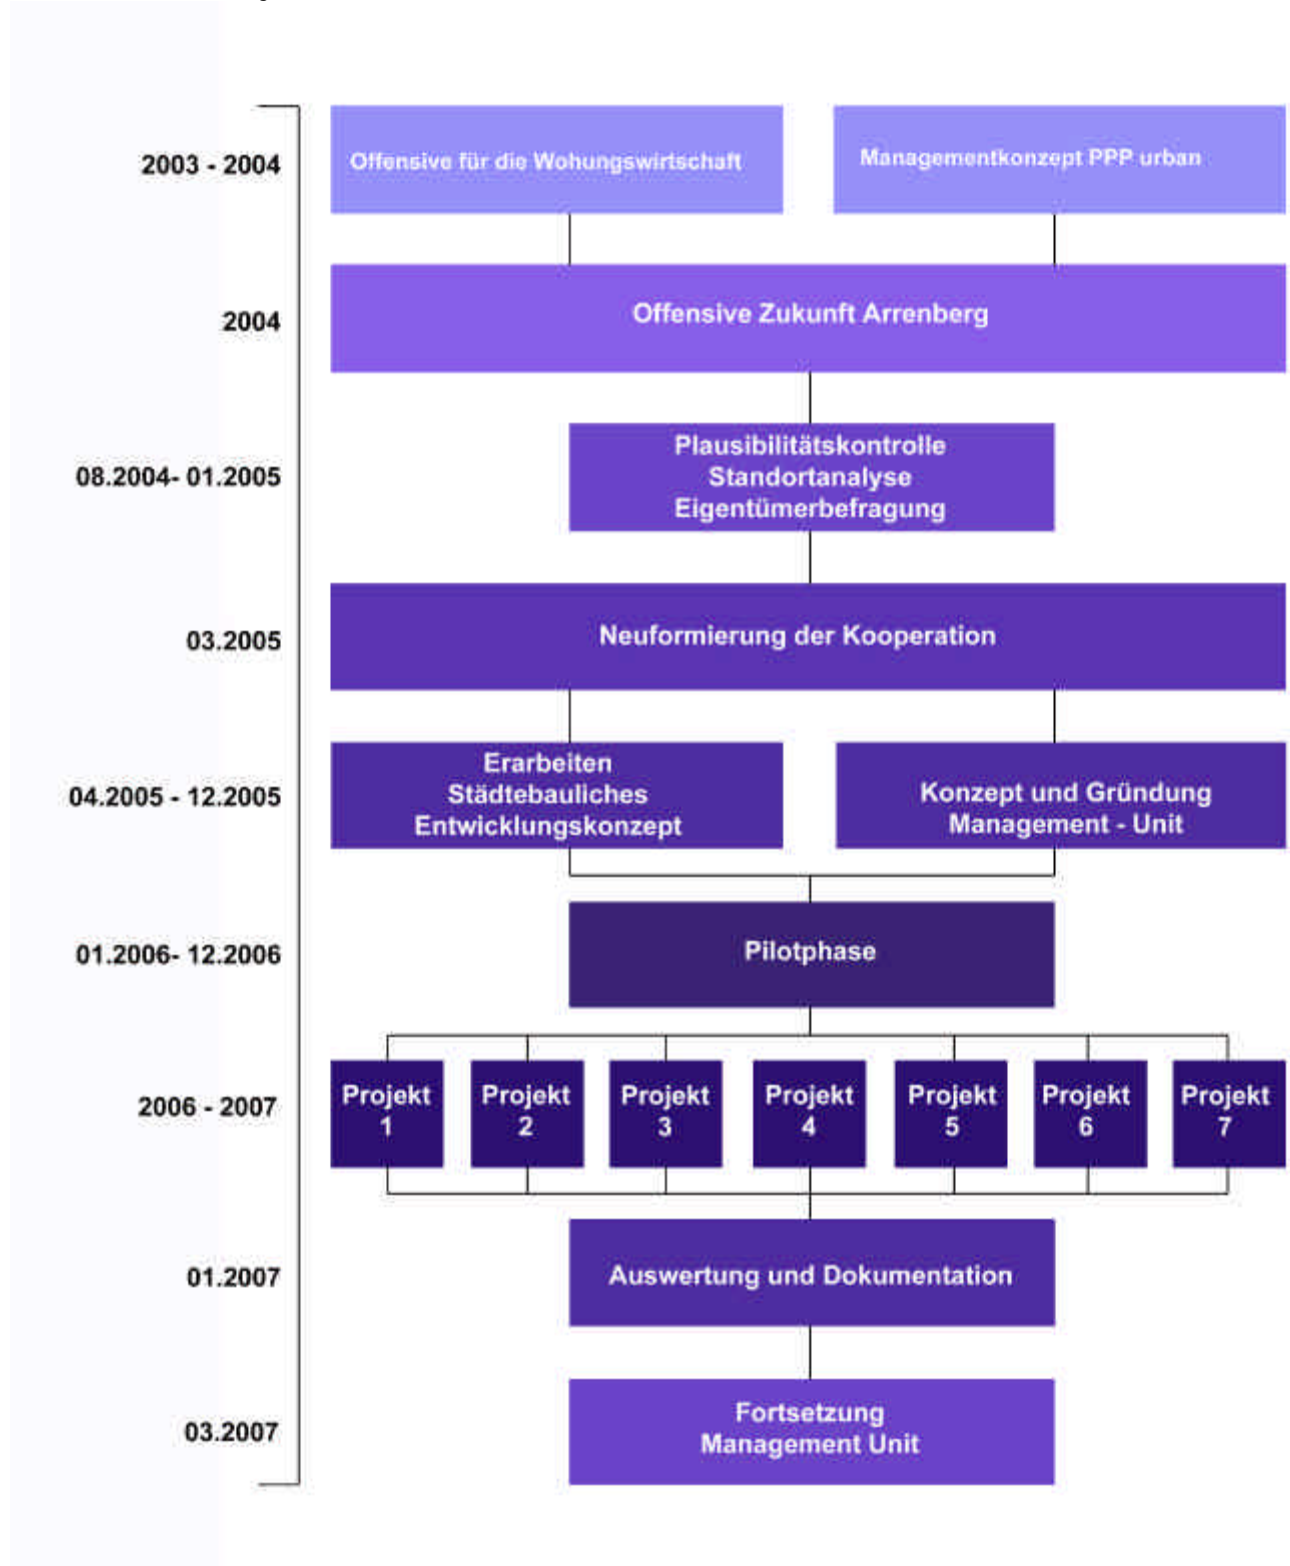 2003 - 2004
Offensive für die Wohungswirtschaft
Managementkonzept PPP urban
2004
Offensive Zukunft Arrenberg
08.2004- 01.2005
Plausibilitätskontrolle
Standortanalyse
Eigentümerbefragung
03.2005
Neuformierung der Kooperation
04.2005 - 12.2005
Erarbeiten
Städtebauliches
Entwicklungskonzept
Konzept und Gründung
Management - Unit
01.2006- 12.2006
Pilotphase
2006 - 2007
Projekt
1
Projekt
2
Projekt
3
Projekt
4
Projekt
5
Projekt
6
Projekt
7
01.2007
Auswertung und Dokumentation
03.2007
Fortsetzung
Management Unit